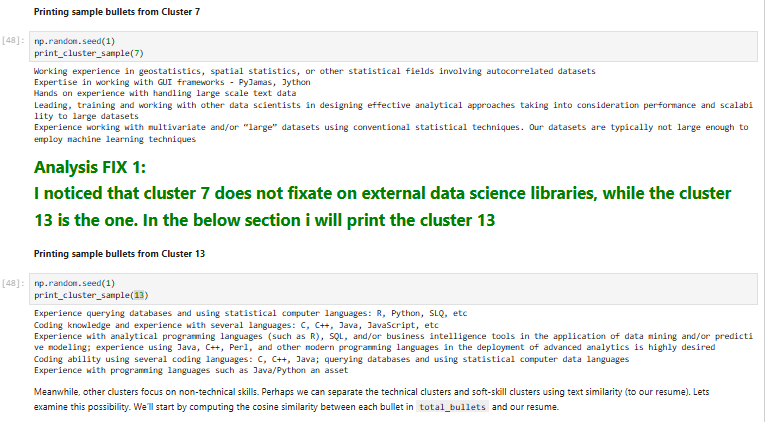 Printing sample bullets from Cluster 7
[48]: np.random.seed(1)
print_cluster_sample(7)
Working experience in geostatistics, spatial statistics, or other statistical fields involving autocorrelated datasets
Expertise in working with GUI frameworks - PyJamas, Jython
Hands on experience with handling large scale text data
Leading, training and working with other data scientists in designing effective analytical approaches taking into consideration performance and scalabi
lity to large datasets
Experience working with multivariate and/or “large” datasets using conventional statistical techniques. Our datasets are typically not large enough to
employ machine learning techniques
Analysis FIX 1:
I noticed that cluster 7 does not fixate on external data science libraries, while the cluster
13 is the one. In the below section i will print the cluster 13
Printing sample bullets from Cluster 13
[48]: np.random.seed(1)
print_cluster_sample(13)
Experience querying databases and using statistical computer languages: R, Python, SLQ, etc
Coding knowledge and experience with several languages: C, C++, Java, JavaScript, etc
Experience with analytical programming languages (such as R), SQL, and/or business intelligence tools in the application of data mining and/or predicti
ve modeling; experience using Java, C++, Perl, and other modern programming languages in the deployment of advanced analytics is highly desired
Coding ability using several coding languages: C, C++, Java; querying databases and using statistical computer data languages
Experience with programming languages such as Java/Python an asset
Meanwhile, other clusters focus on non-technical skills. Perhaps we can separate the technical clusters and soft-skill clusters using text similarity (to our resume). Lets
examine this possibility. We'll start by computing the cosine similarity between each bullet in total_bullets and our resume.